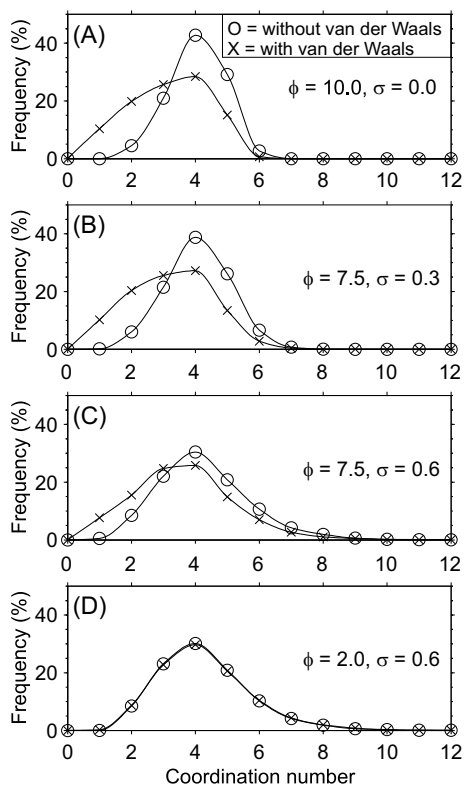 (A)
O = without van der Waals
X = with van der Waals
ϕ = 10.0, σ = 0.0
Frequency (%)
40
20
0
0 2 4 6 8 10 12
(B)
ϕ = 7.5, σ = 0.3
Frequency (%)
40
20
0
0 2 4 6 8 10 12
(C)
ϕ = 7.5, σ = 0.6
Frequency (%)
40
20
0
0 2 4 6 8 10 12
(D)
ϕ = 2.0, σ = 0.6
Frequency (%)
40
20
0
0 2 4 6 8 10 12
Coordination number